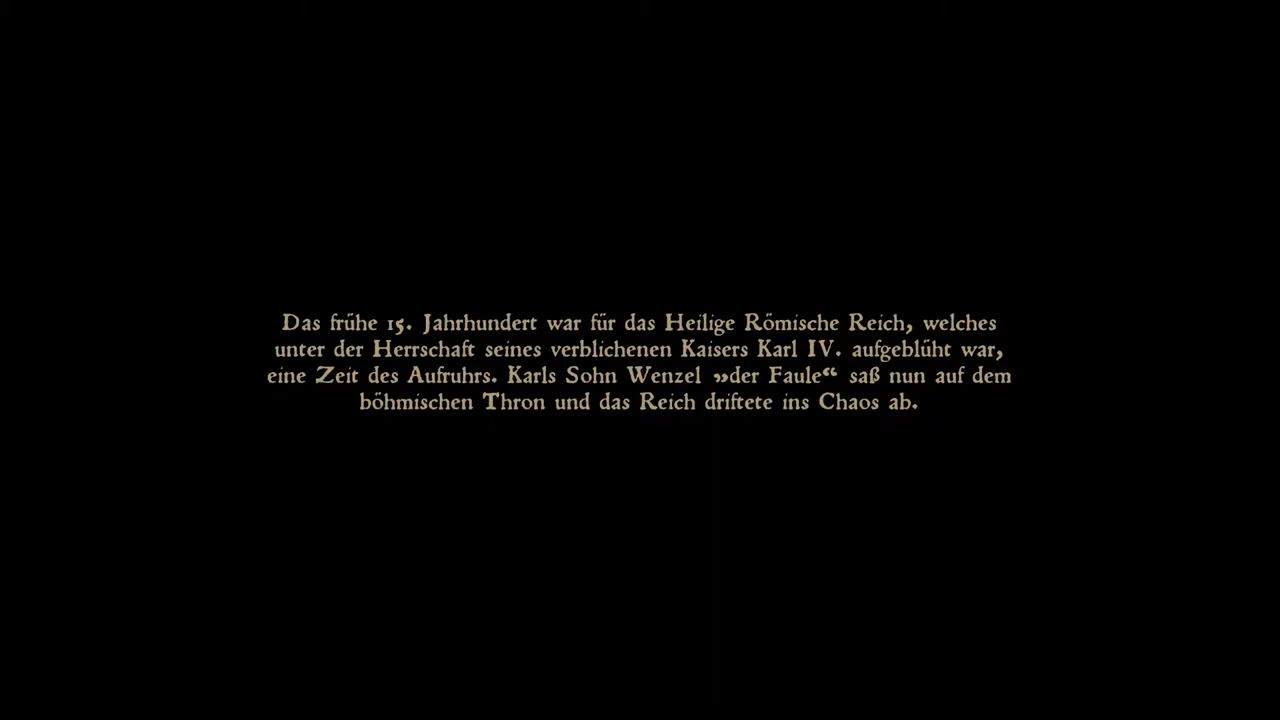 Das frühe 15. Jahrhundert war für das Heilige Römische Reich, welches
unter der Herrschaft seines verblichenen Kaisers Karl IV. aufgeblüht war,
eine Zeit des Aufruhrs. Karls Sohn Wenzel „der Faule“ saß nun auf dem
böhmischen Thron und das Reich driftete ins Chaos ab.